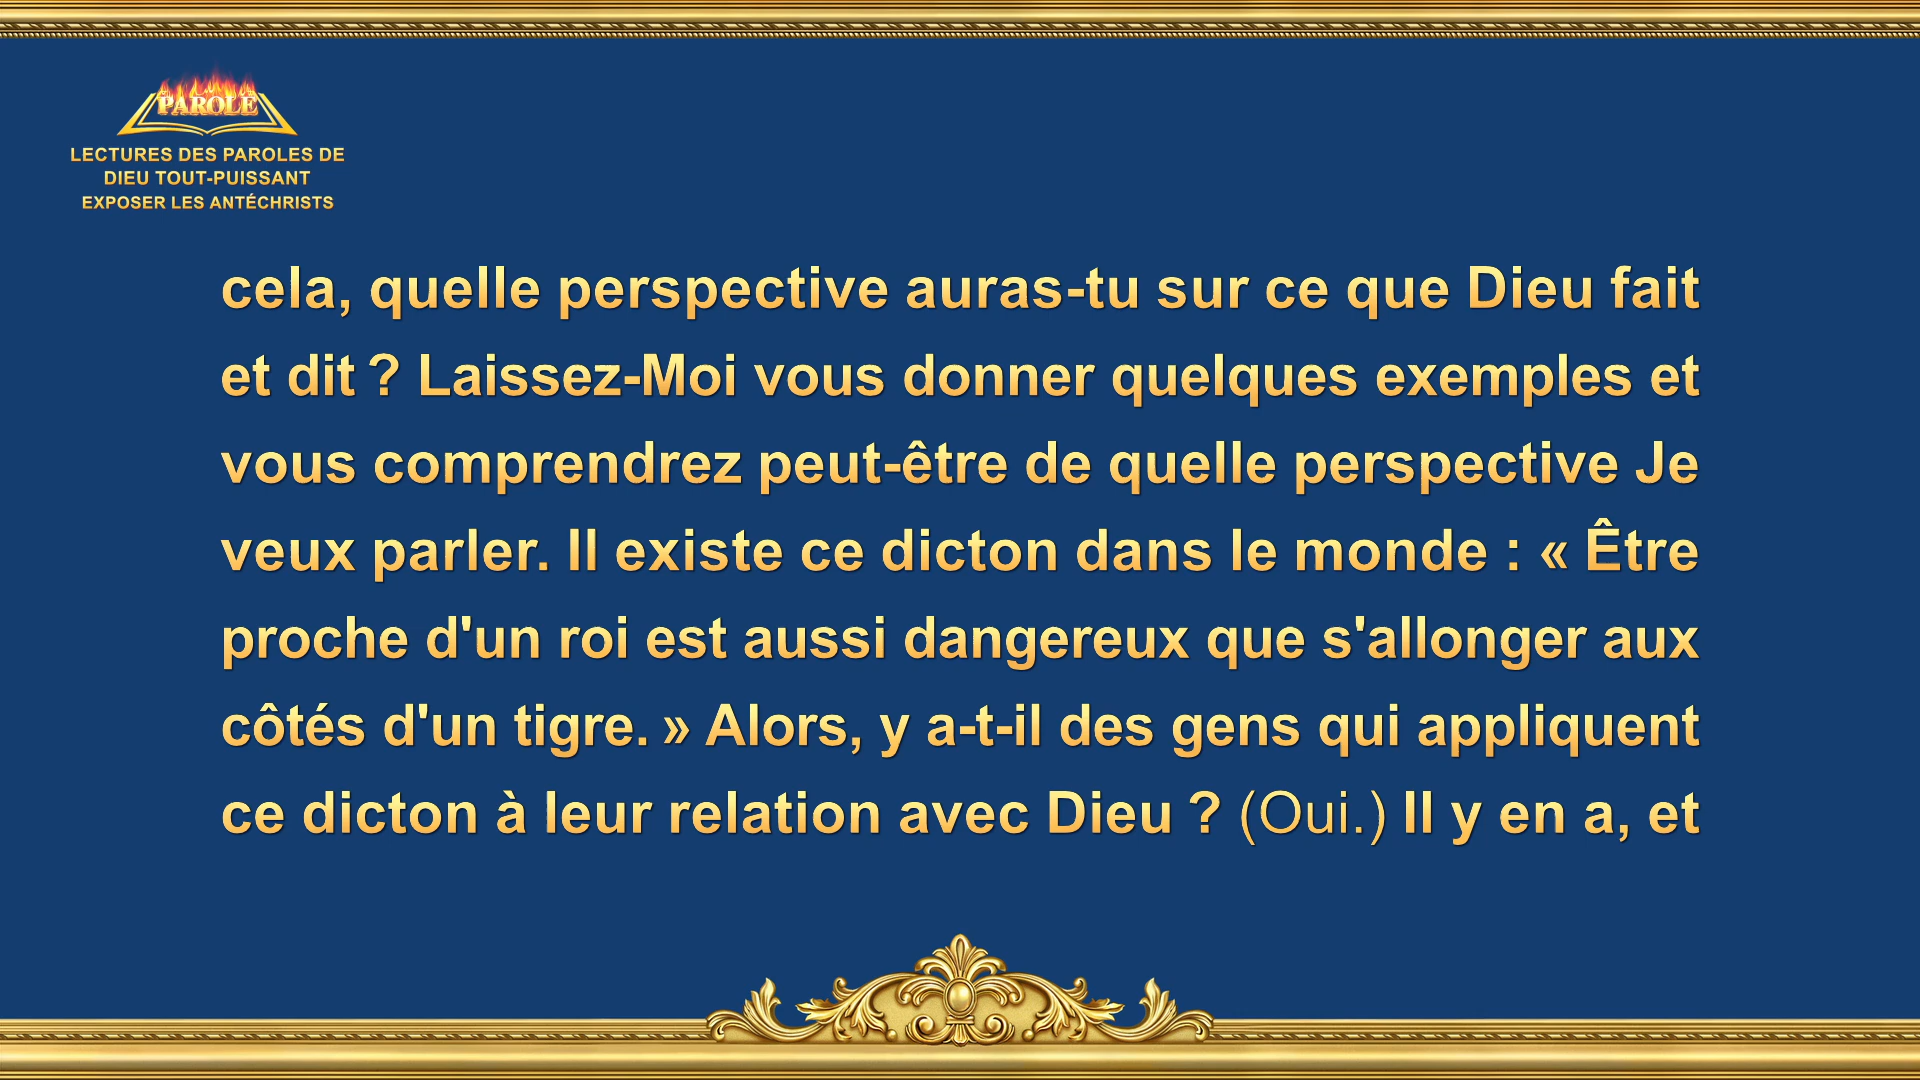 PAROLE
LECTURES DES PAROLES DE
DIEU TOUT-PUISSANT
EXPOSER LES ANTÉCHRISTS
cela, quelle perspective auras-tu sur ce que Dieu fait
et dit ? Laissez-Moi vous donner quelques exemples et
vous comprendrez peut-être de quelle perspective Je
veux parler. Il existe ce dicton dans le monde : « Être
proche d'un roi est aussi dangereux que s'allonger aux
côtés d'un tigre. » Alors, y a-t-il des gens qui appliquent
ce dicton à leur relation avec Dieu ? (Oui.) Il y en a, et